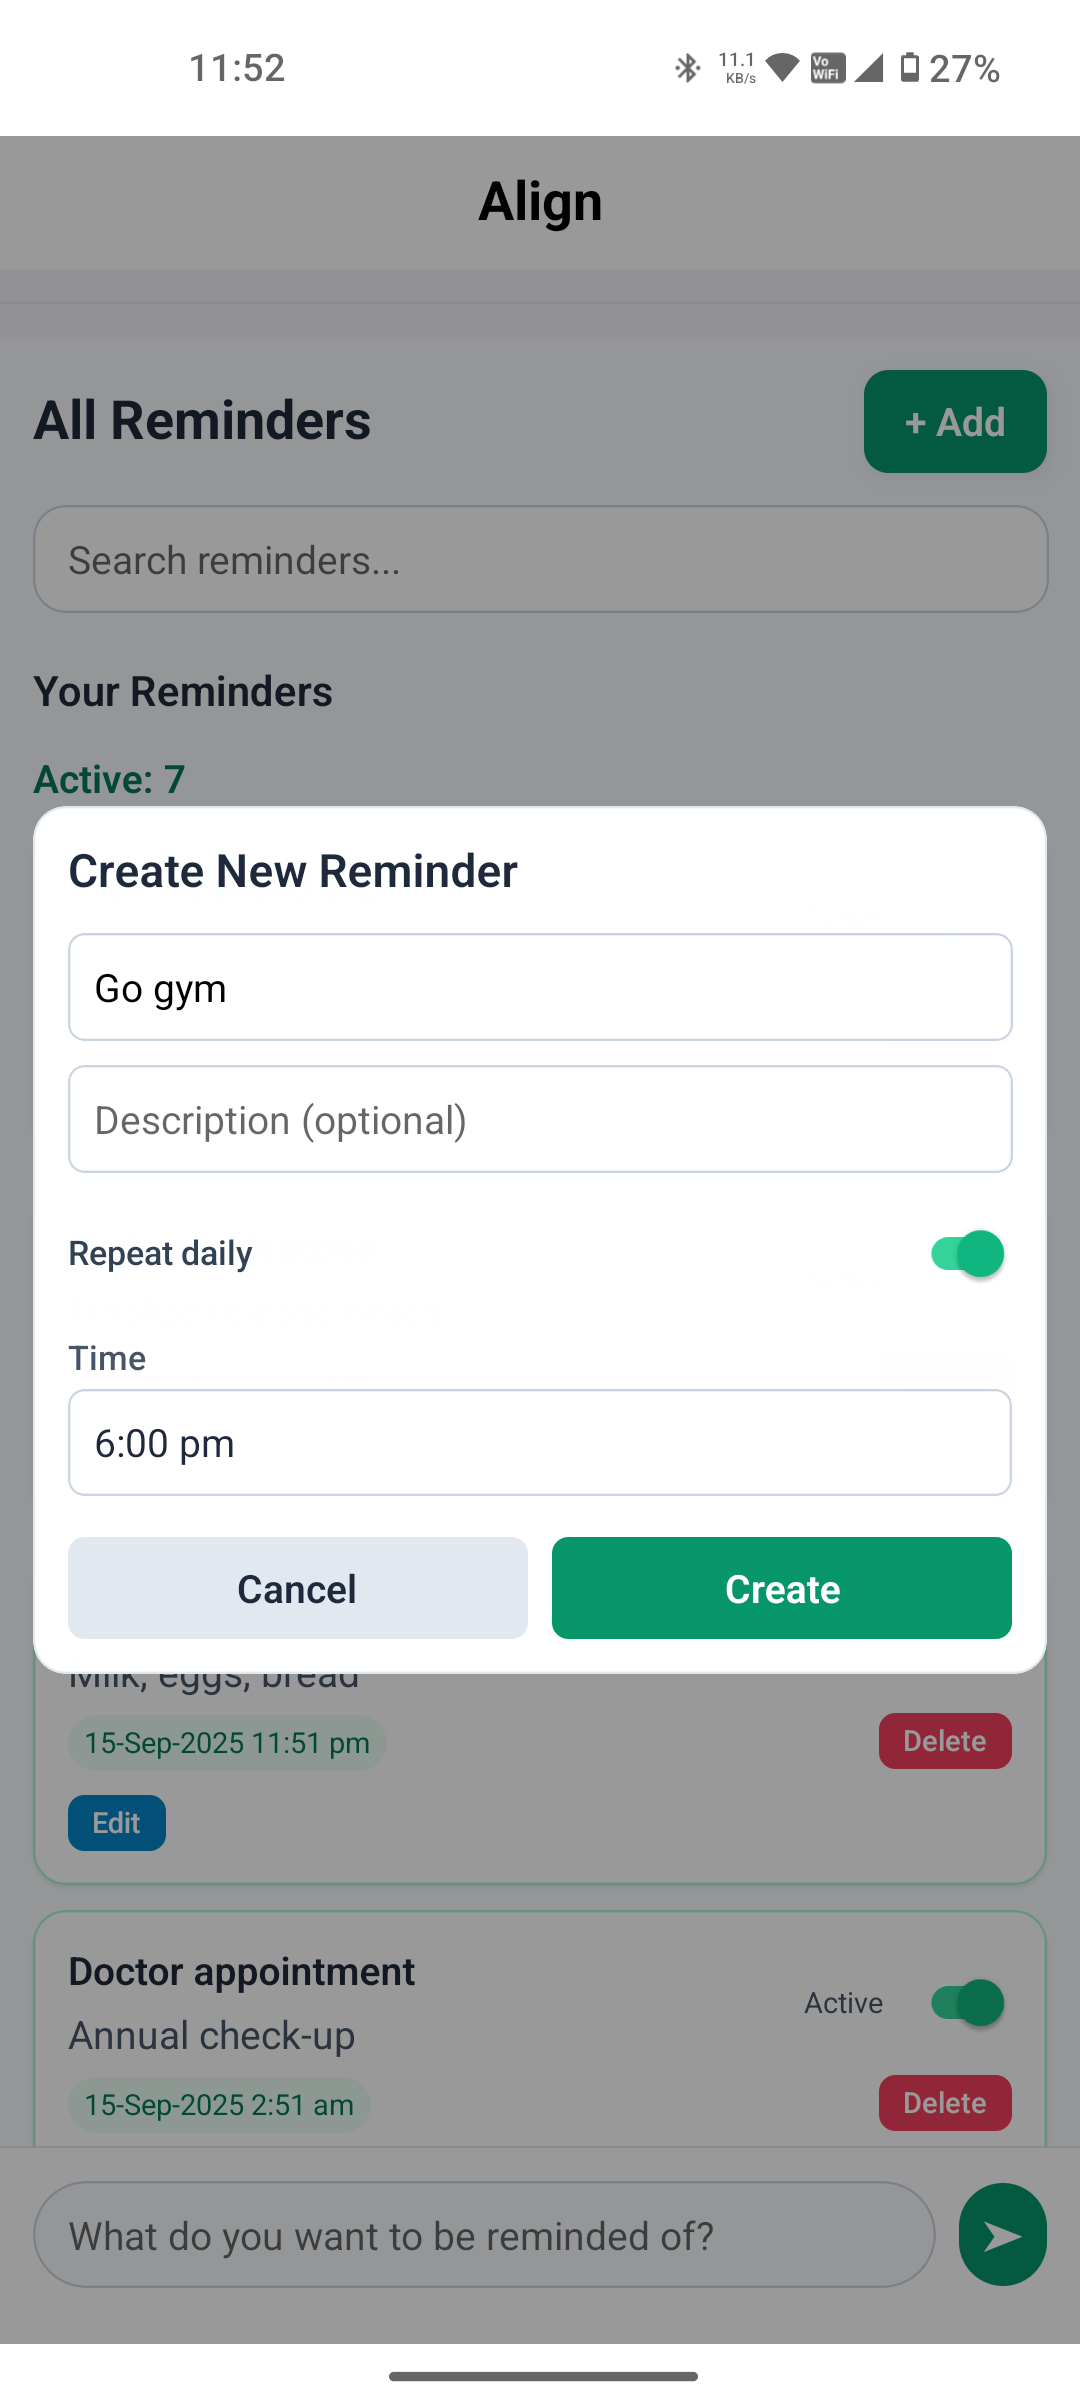 11:52
11.1 KB/s
Vo WiFi
27%
Align
All Reminders
+ Add
Search reminders...
Your Reminders
Active: 7
Create New Reminder
Go gym
Description (optional)
Repeat daily
Time
6:00 pm
Cancel
Create
Milk, eggs, bread
15-Sep-2025 11:51 pm
Delete
Edit
Doctor appointment
Active
Annual check-up
15-Sep-2025 2:51 am
Delete
What do you want to be reminded of?